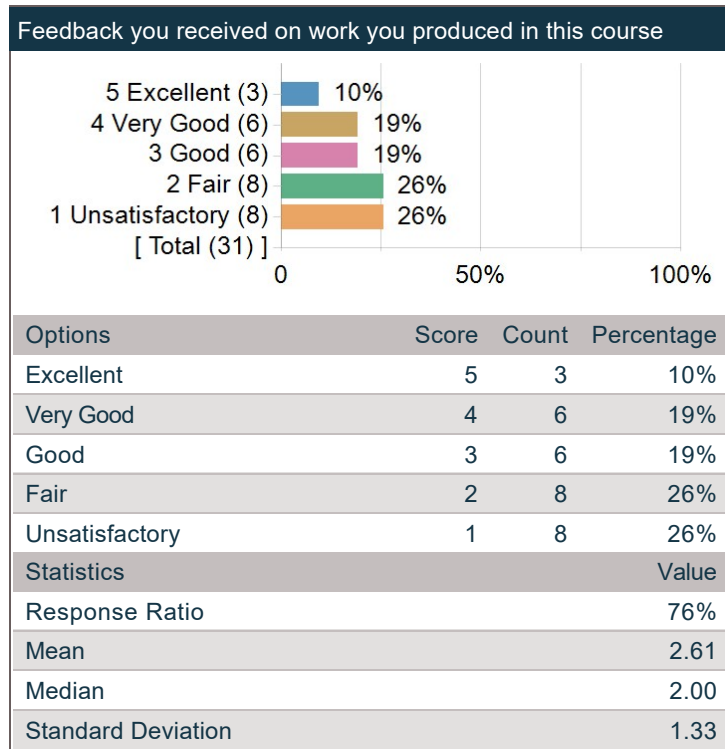 Feedback you received on work you produced in this course
5 Excellent (3) 10%
4 Very Good (6) 19%
3 Good (6) 19%
2 Fair (8) 26%
1 Unsatisfactory (8) 26%
[ Total (31) ]
0 50% 100%
Options Score Count Percentage
Excellent 5 3 10%
Very Good 4 6 19%
Good 3 6 19%
Fair 2 8 26%
Unsatisfactory 1 8 26%
Statistics Value
Response Ratio 76%
Mean 2.61
Median 2.00
Standard Deviation 1.33